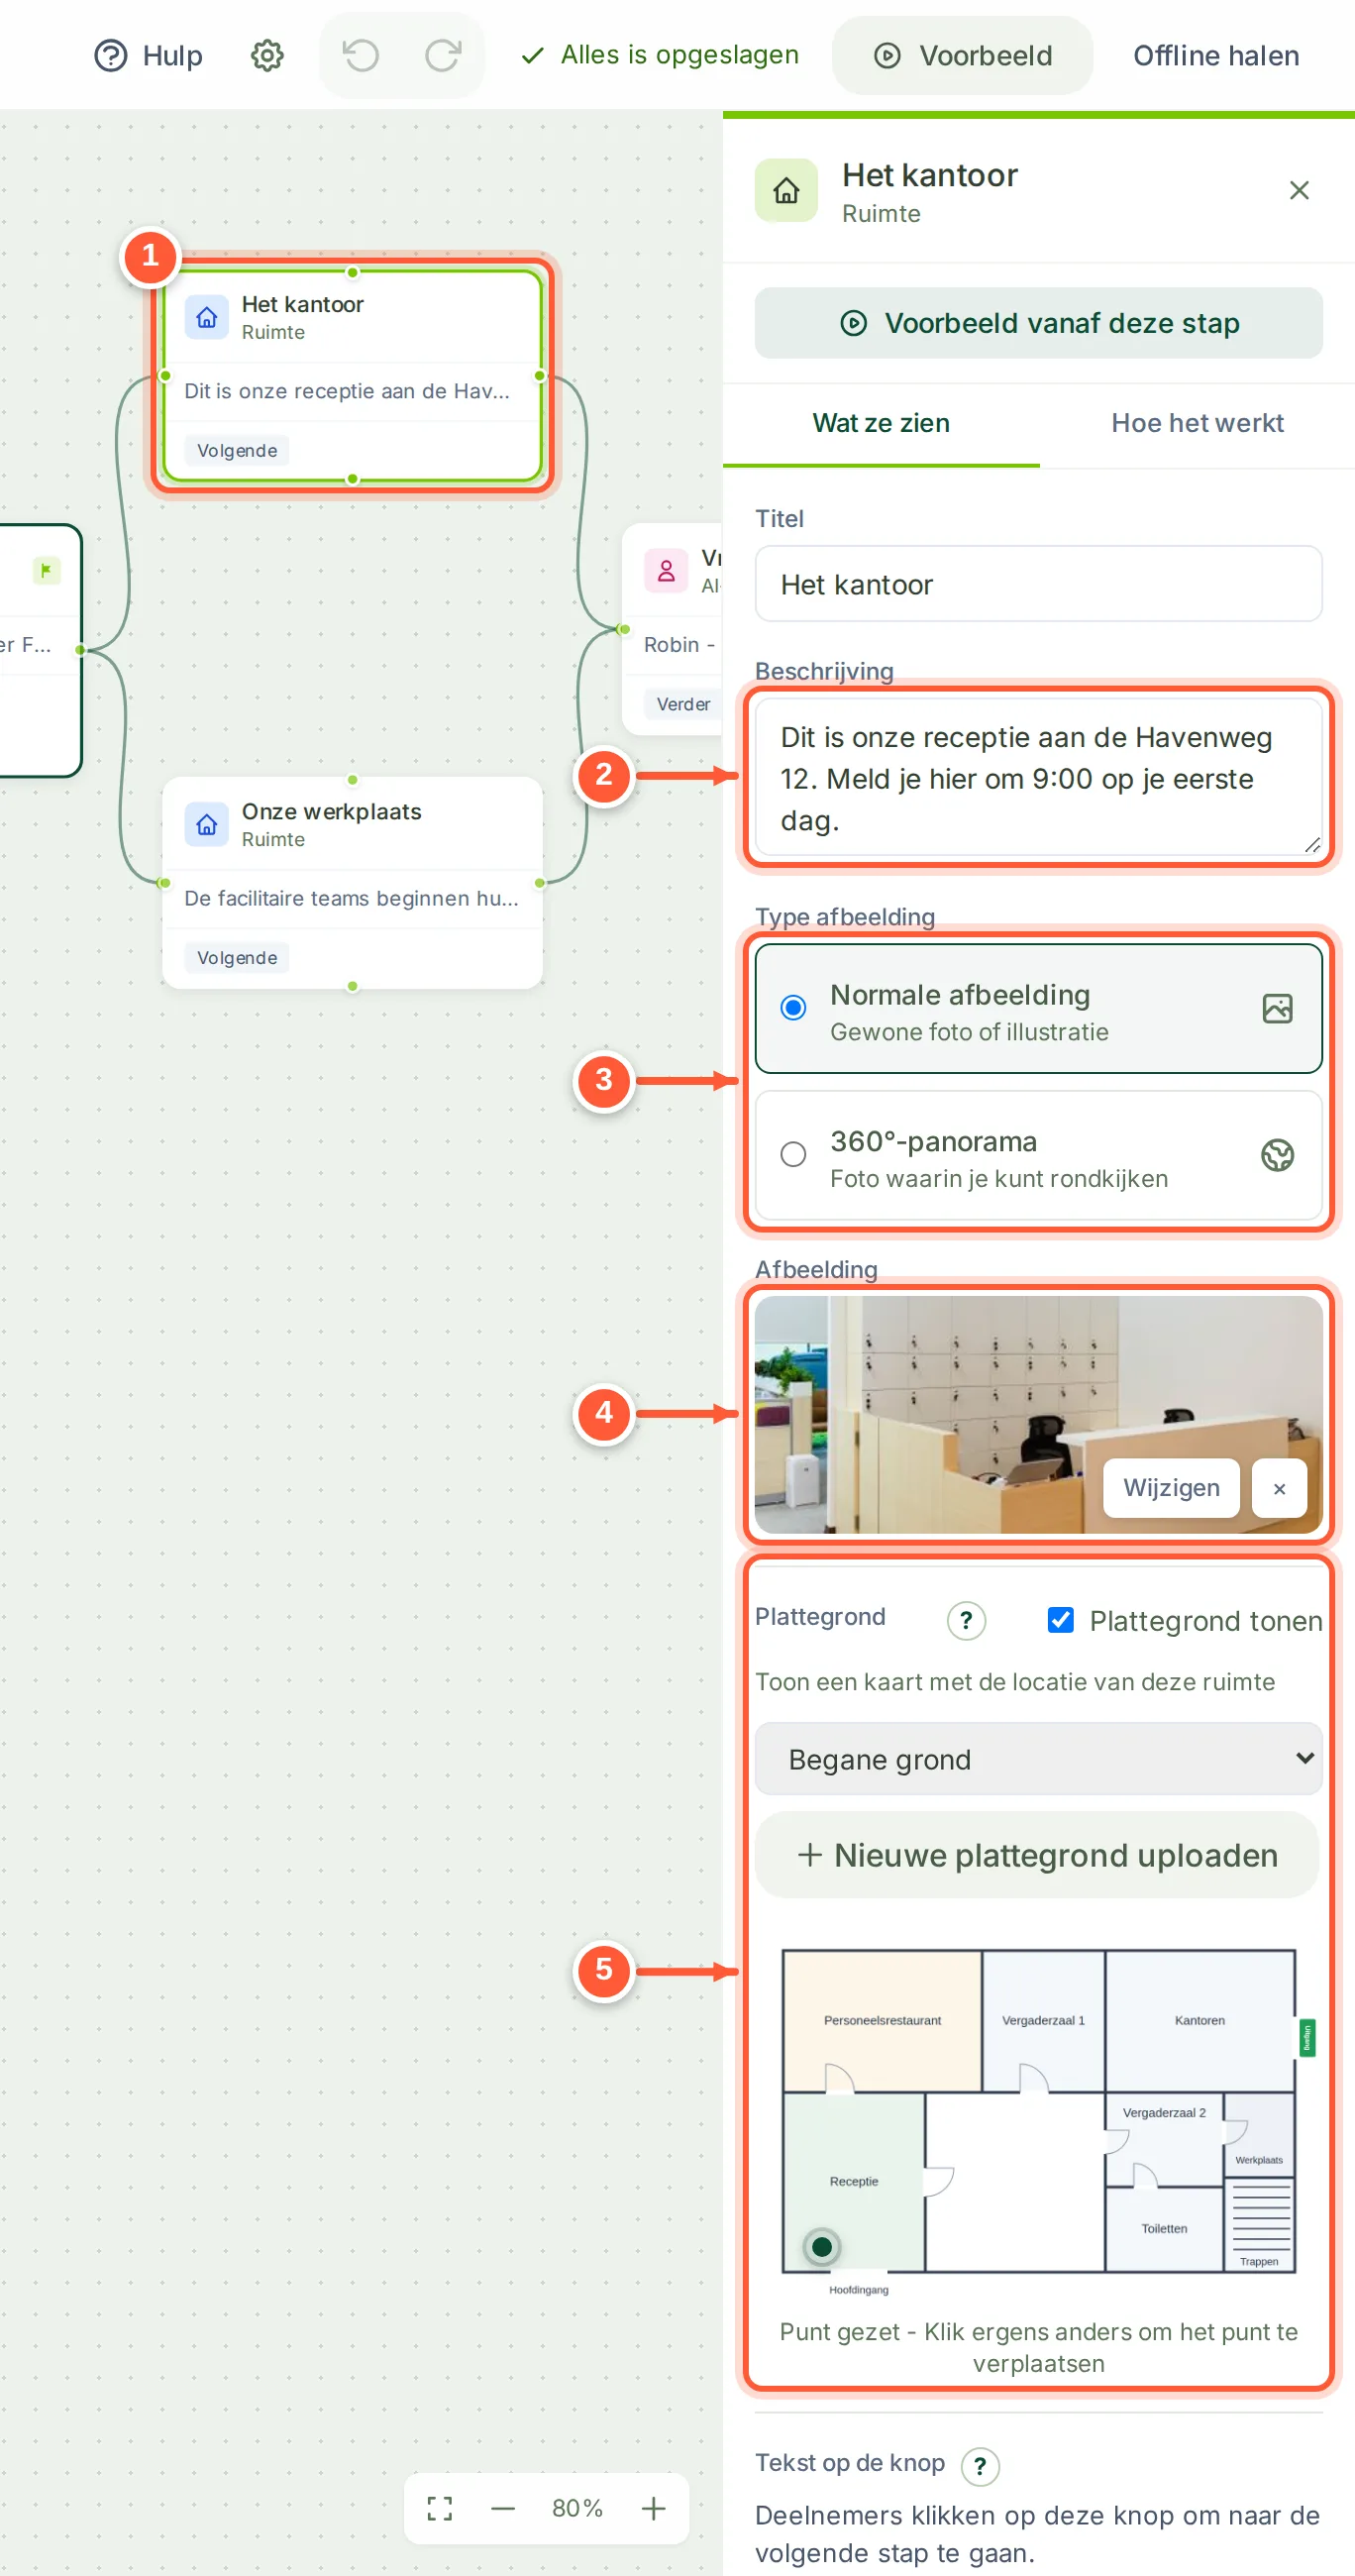 Hulp
Alles is opgeslagen
Voorbeeld
Offline halen
1
Het kantoor
Ruimte
Dit is onze receptie aan de Hav...
Volgende
er F...
Vr
AI-
Robin -
Verder
Onze werkplaats
Ruimte
De facilitaire teams beginnen hu...
Volgende
80%
Het kantoor
Ruimte
Voorbeeld vanaf deze stap
Wat ze zien
Hoe het werkt
Titel
Het kantoor
Beschrijving
2
Dit is onze receptie aan de Havenweg
12. Meld je hier om 9:00 op je eerste
dag.
Type afbeelding
3
Normale afbeelding
Gewone foto of illustratie
360°-panorama
Foto waarin je kunt rondkijken
Afbeelding
4
Wijzigen
×
Plattegrond
?
Plattegrond tonen
Toon een kaart met de locatie van deze ruimte
Begane grond
+ Nieuwe plattegrond uploaden
5
Personeelsrestaurant
Vergaderzaal 1
Kantoren
Uitgang
Vergaderzaal 2
Werkplaats
Receptie
Toiletten
Trappen
Hoofdingang
Punt gezet - Klik ergens anders om het punt te
verplaatsen
Tekst op de knop
?
Deelnemers klikken op deze knop om naar de
volgende stap te gaan.